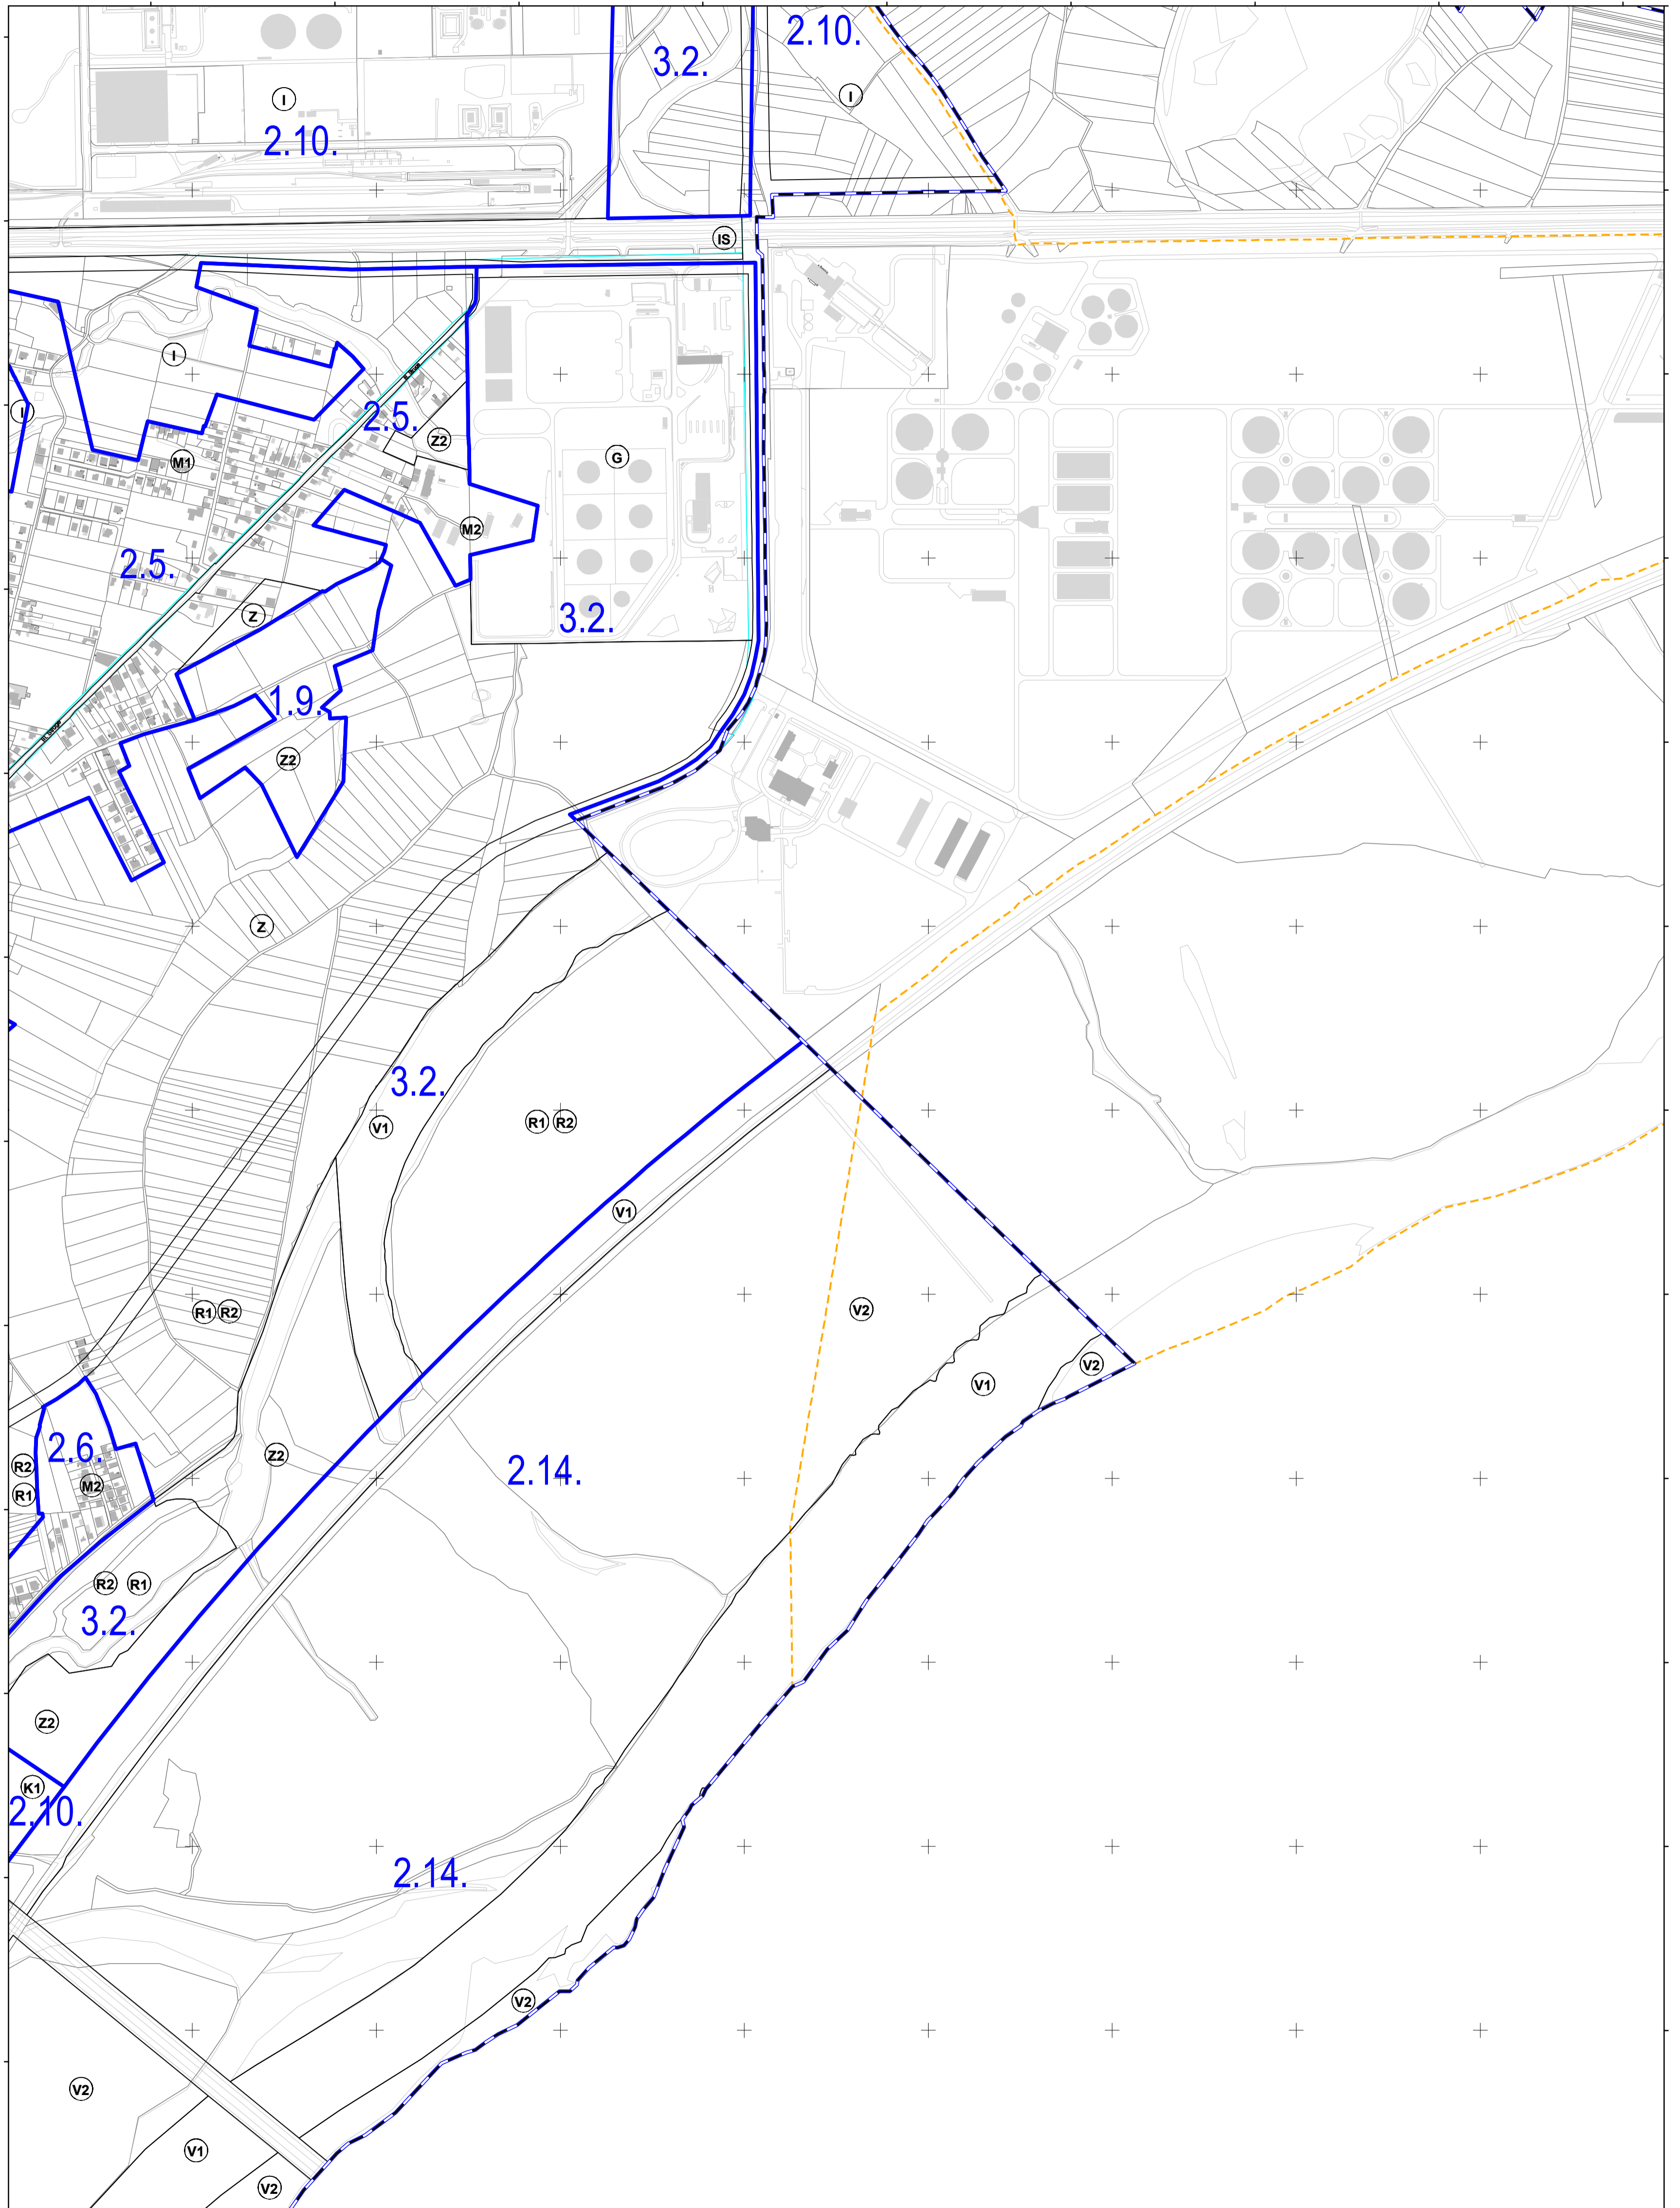 2.10.
3.2.
I
I
2.10.
IS
I
I
2.5.
Z2
G
M1
M2
2.5.
Z
3.2.
1.9.
Z2
Z
3.2.
V1
R1 R2
V1
R1 R2
V2
V2
V1
2.6.
Z2
R2
2.14.
M2
R1
R2 R1
3.2.
Z2
K1
2.10.
2.14.
V2
V2
V1
V2